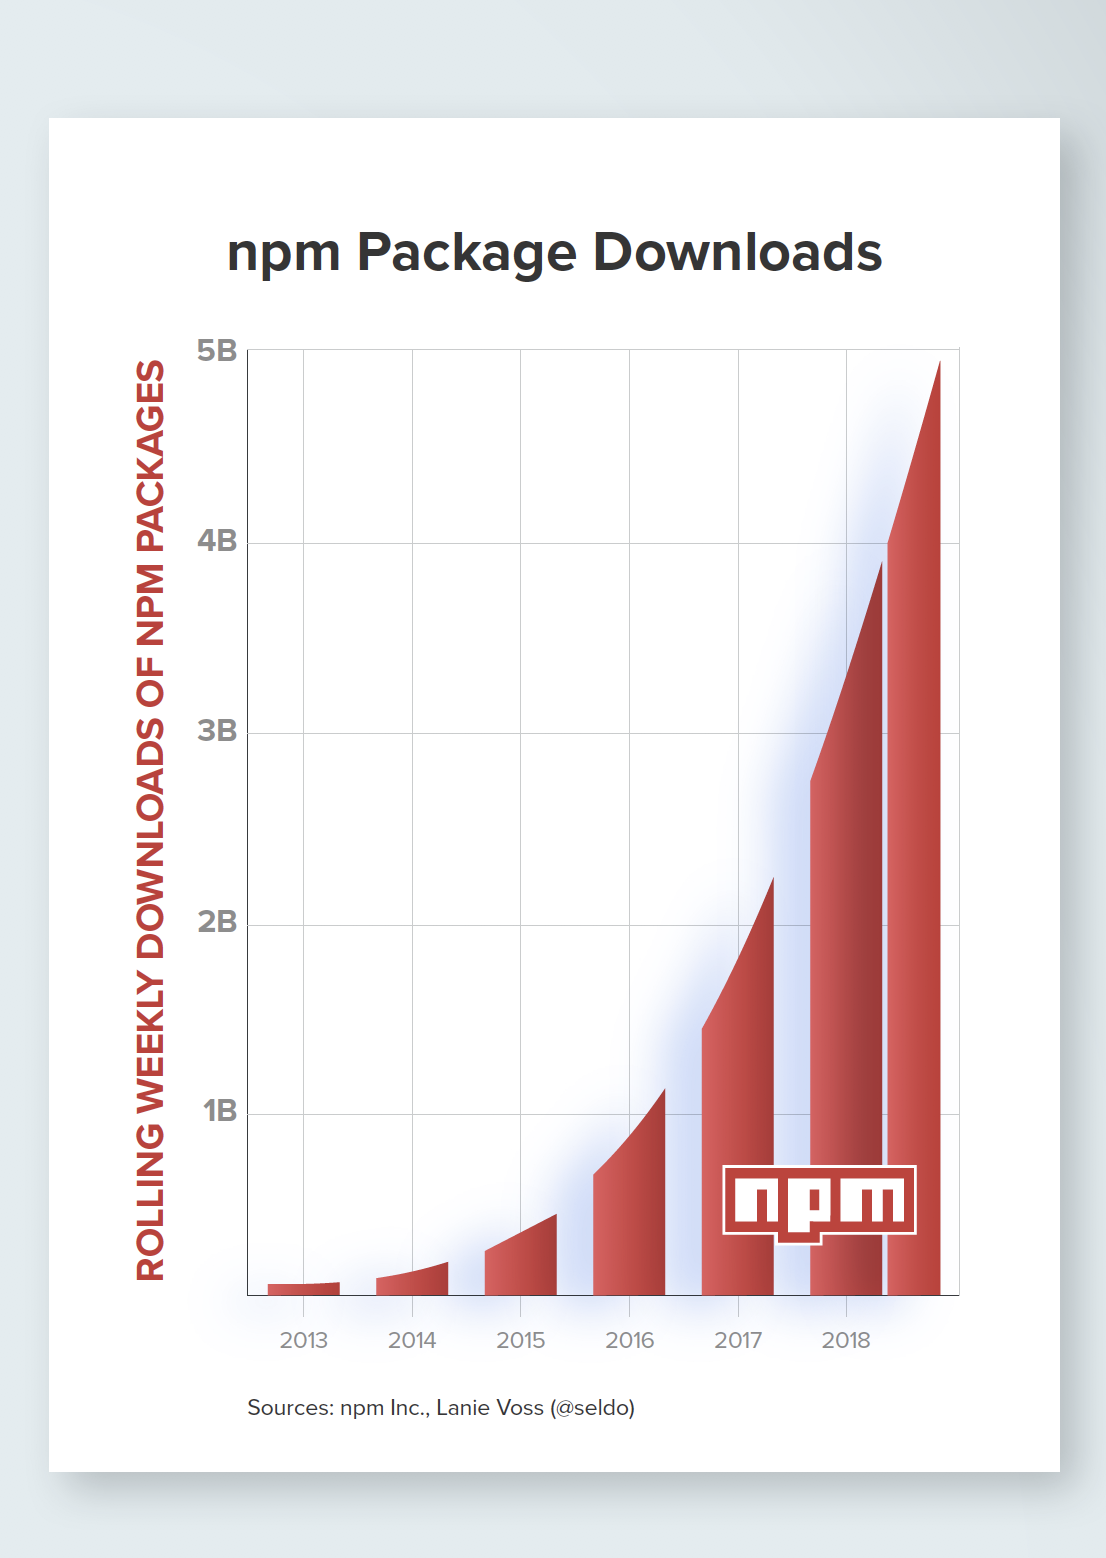 npm Package Downloads
ROLLING WEEKLY DOWNLOADS OF NPM PACKAGES
5B
4B
3B
2B
1B
npm
2013 2014 2015 2016 2017 2018
Sources: npm Inc., Lanie Voss (@seldo)